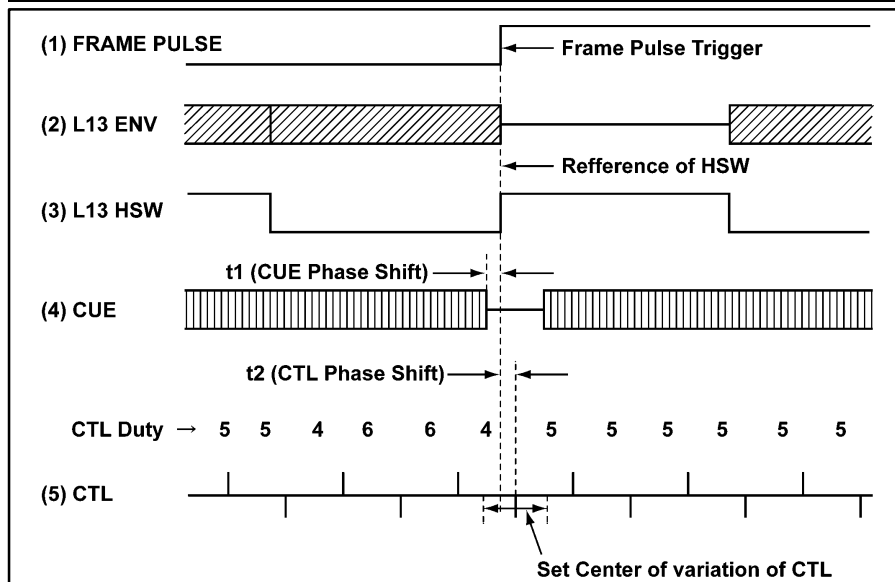 (1) FRAME PULSE
Frame Pulse Trigger
(2) L13 ENV
Refference of HSW
(3) L13 HSW
t1 (CUE Phase Shift)
(4) CUE
t2 (CTL Phase Shift)
CTL Duty → 5 5 4 6 6 4 5 5 5 5 5 5
(5) CTL
Set Center of variation of CTL